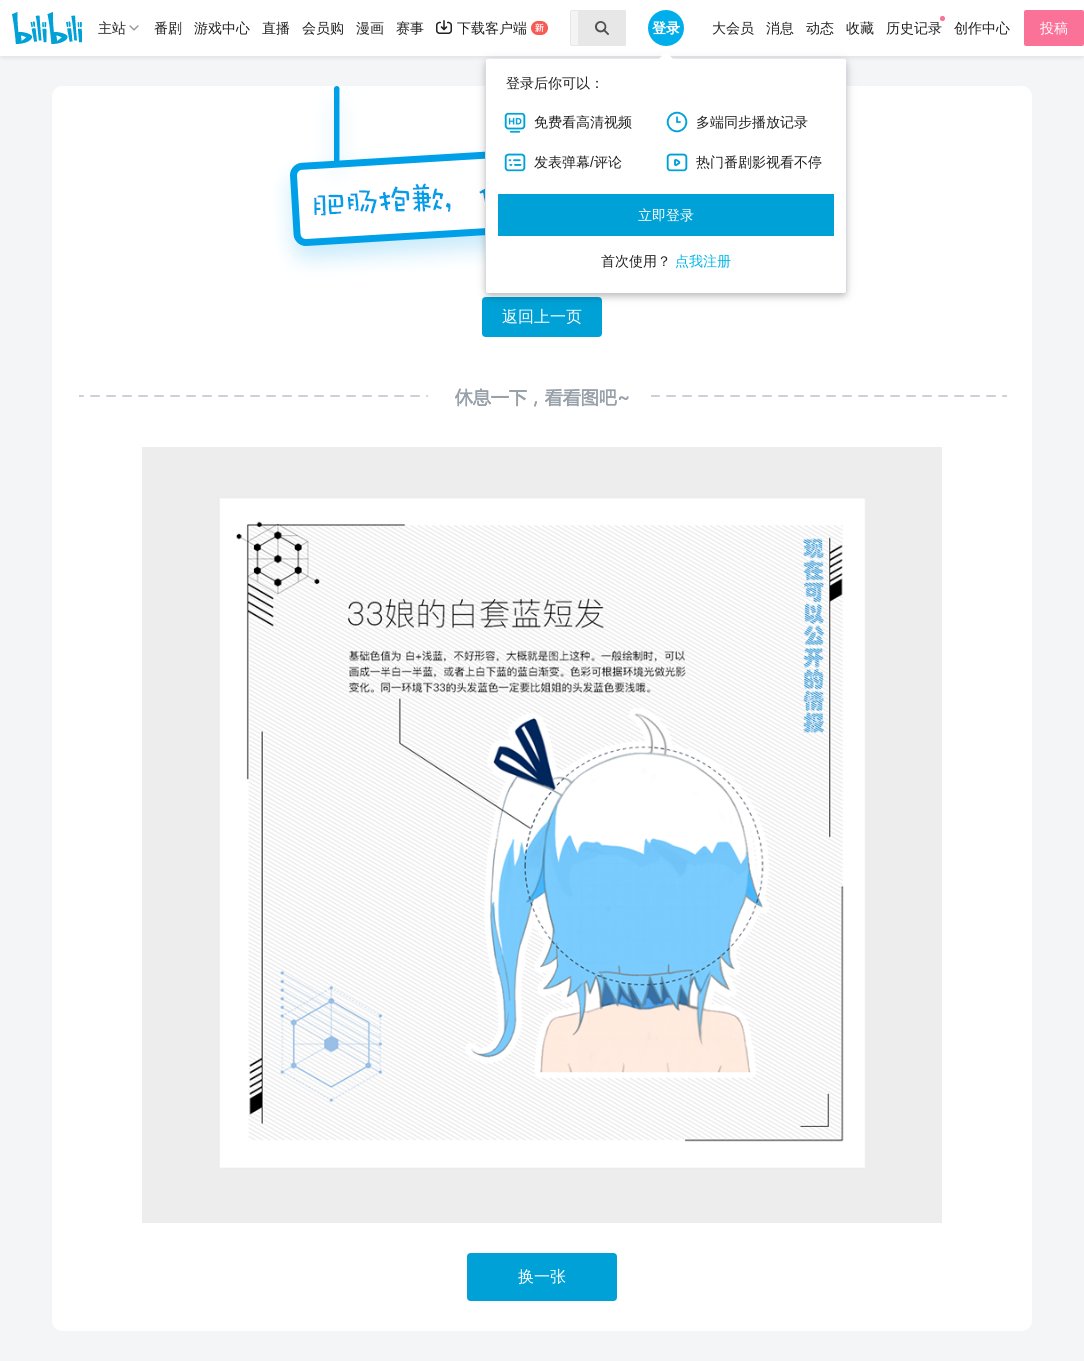 bilibili 主站 番剧 游戏中心 直播 会员购 漫画 赛事 下载客户端 新 登录 大会员 消息 动态 收藏 历史记录 创作中心 投稿
登录后你可以：
HD 免费看高清视频 多端同步播放记录
发表弹幕/评论 热门番剧影视看不停
立即登录
首次使用？ 点我注册
肥肠抱歉，
返回上一页
休息一下，看看图吧~
现在可以公开的情报
33娘的白套蓝短发
基础色值为 白+浅蓝，不好形容，大概就是图上这种。一般绘制时，可以
画成一半白一半蓝，或者上白下蓝的蓝白渐变。色彩可根据环境光做光影
变化。同一环境下33的头发蓝色一定要比姐姐的头发蓝色要浅哦。
换一张